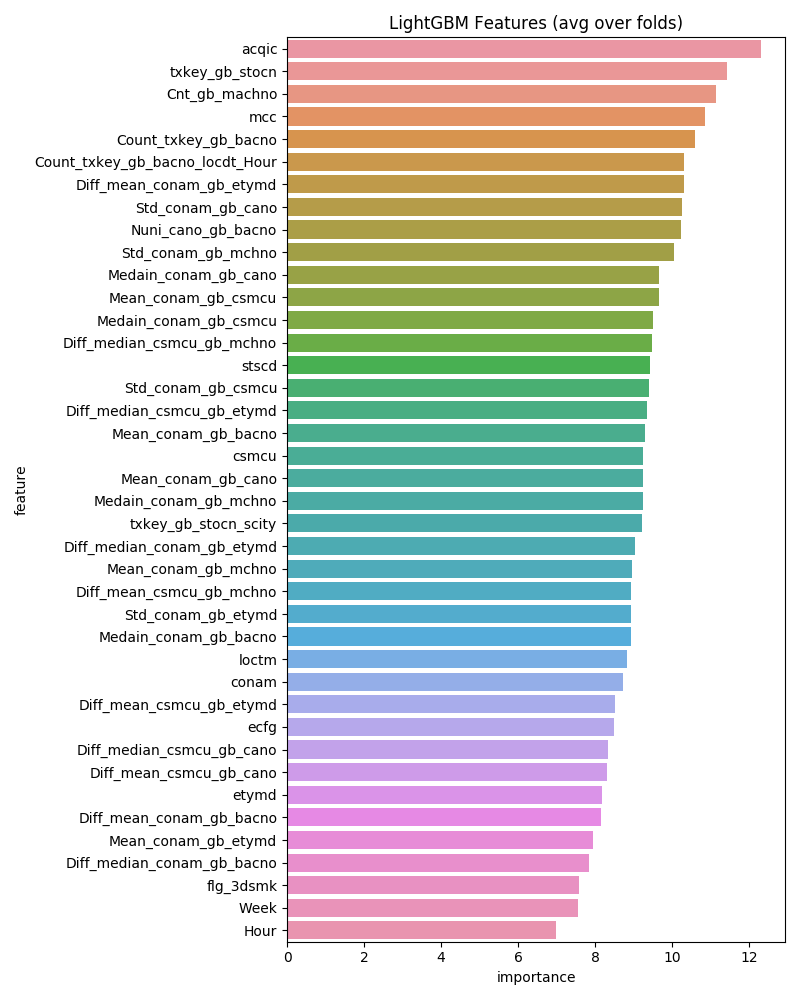 LightGBM Features (avg over folds)
acqic
txkey_gb_stocn
Cnt_gb_machno
mcc
Count_txkey_gb_bacno
Count_txkey_gb_bacno_locdt_Hour
Diff_mean_conam_gb_etymd
Std_conam_gb_cano
Nuni_cano_gb_bacno
Std_conam_gb_mchno
Medain_conam_gb_cano
Mean_conam_gb_csmcu
Medain_conam_gb_csmcu
Diff_median_csmcu_gb_mchno
stscd
Std_conam_gb_csmcu
Diff_median_csmcu_gb_etymd
Mean_conam_gb_bacno
csmcu
Mean_conam_gb_cano
Medain_conam_gb_mchno
txkey_gb_stocn_scity
Diff_median_conam_gb_etymd
Mean_conam_gb_mchno
Diff_mean_csmcu_gb_mchno
Std_conam_gb_etymd
Medain_conam_gb_bacno
loctm
conam
Diff_mean_csmcu_gb_etymd
ecfg
Diff_median_csmcu_gb_cano
Diff_mean_csmcu_gb_cano
etymd
Diff_mean_conam_gb_bacno
Mean_conam_gb_etymd
Diff_median_conam_gb_bacno
flg_3dsmk
Week
Hour
feature
0 2 4 6 8 10 12
importance